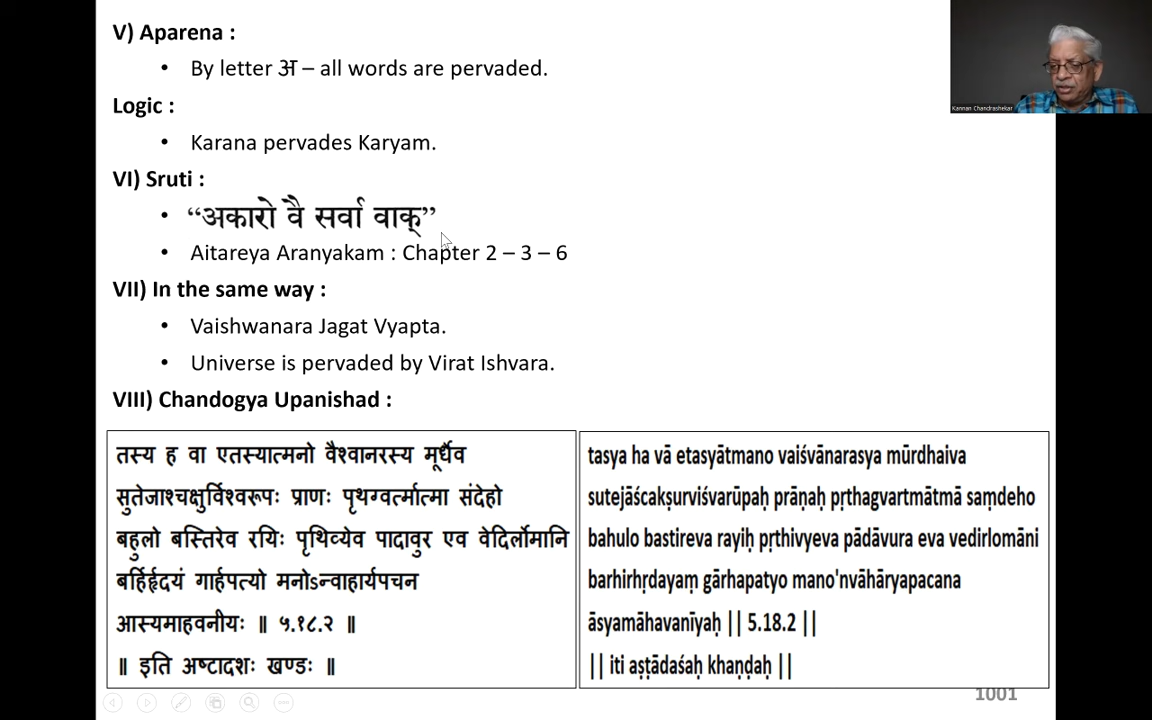 V) Aparena :
• By letter अ – all words are pervaded.
Logic :
• Karana pervades Karyam.
VI) Sruti :
• “अकारो वै सर्वा वाक्”
• Aitareya Aranyakam : Chapter 2 – 3 – 6
VII) In the same way :
• Vaishwanara Jagat Vyapta.
• Universe is pervaded by Virat Ishvara.
VIII) Chandogya Upanishad :
तस्य ह वा एतस्यात्मनो वैश्वानरस्य मूर्धैव
सुतेजाश्चक्षुर्विश्वरूपः प्राणः पृथग्वर्त्मात्मा संदेहो
बहुलो बस्तिरेव रयिः पृथिव्येव पादावुर एव वेदिर्लोमानि
बर्हिर्हृदयं गार्हपत्यो मनोऽन्वाहार्यपचन
आस्यमाहवनीयः ॥ ५.१८.२ ॥
॥ इति अष्टादशः खण्डः ॥
tasya ha vā etasyātmano vaiśvānarasya mūrdhaiva
sutejāścakṣurviśvarūpaḥ prāṇaḥ pṛthagvartmātmā saṃdeho
bahulo bastireva rayiḥ pṛthivyeva pādāvura eva vedirlomāni
barhirhṛdayaṃ gārhapatyo mano'nvāhāryapacana
āsyamāhavanīyaḥ || 5.18.2 ||
|| iti aṣṭādaśaḥ khaṇḍaḥ ||
1001
Kannan Chandrashekar